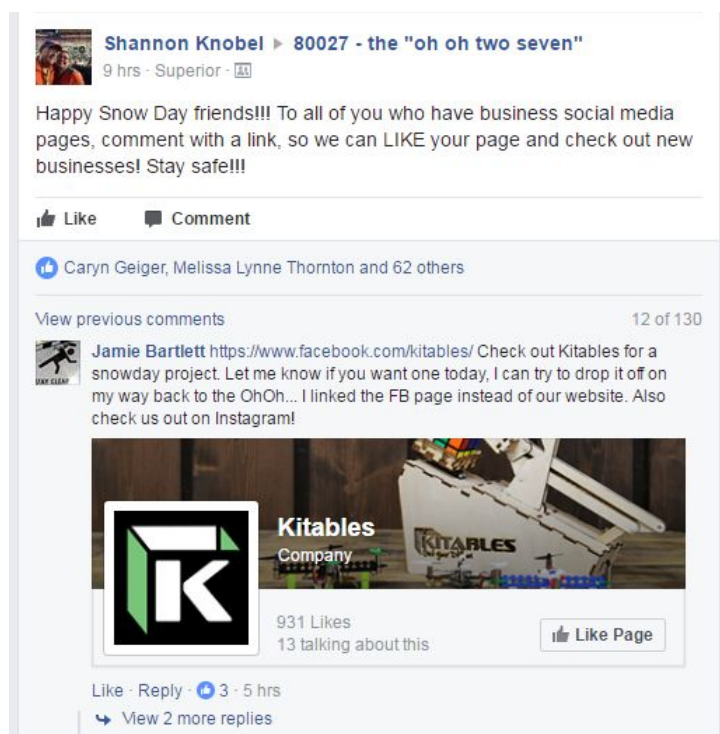 Shannon Knobel ▸ 80027 - the "oh oh two seven"
9 hrs · Superior ·
Happy Snow Day friends!!! To all of you who have business social media
pages, comment with a link, so we can LIKE your page and check out new
businesses! Stay safe!!!
Like Comment
Caryn Geiger, Melissa Lynne Thornton and 62 others
View previous comments 12 of 130
Jamie Bartlett https://www.facebook.com/kitables/ Check out Kitables for a
snowday project. Let me know if you want one today, I can try to drop it off on
my way back to the OhOh... I linked the FB page instead of our website. Also
check us out on Instagram!
KITABLES
K
Kitables
Company
931 Likes
13 talking about this
Like Page
Like · Reply · 3 · 5 hrs
View 2 more replies